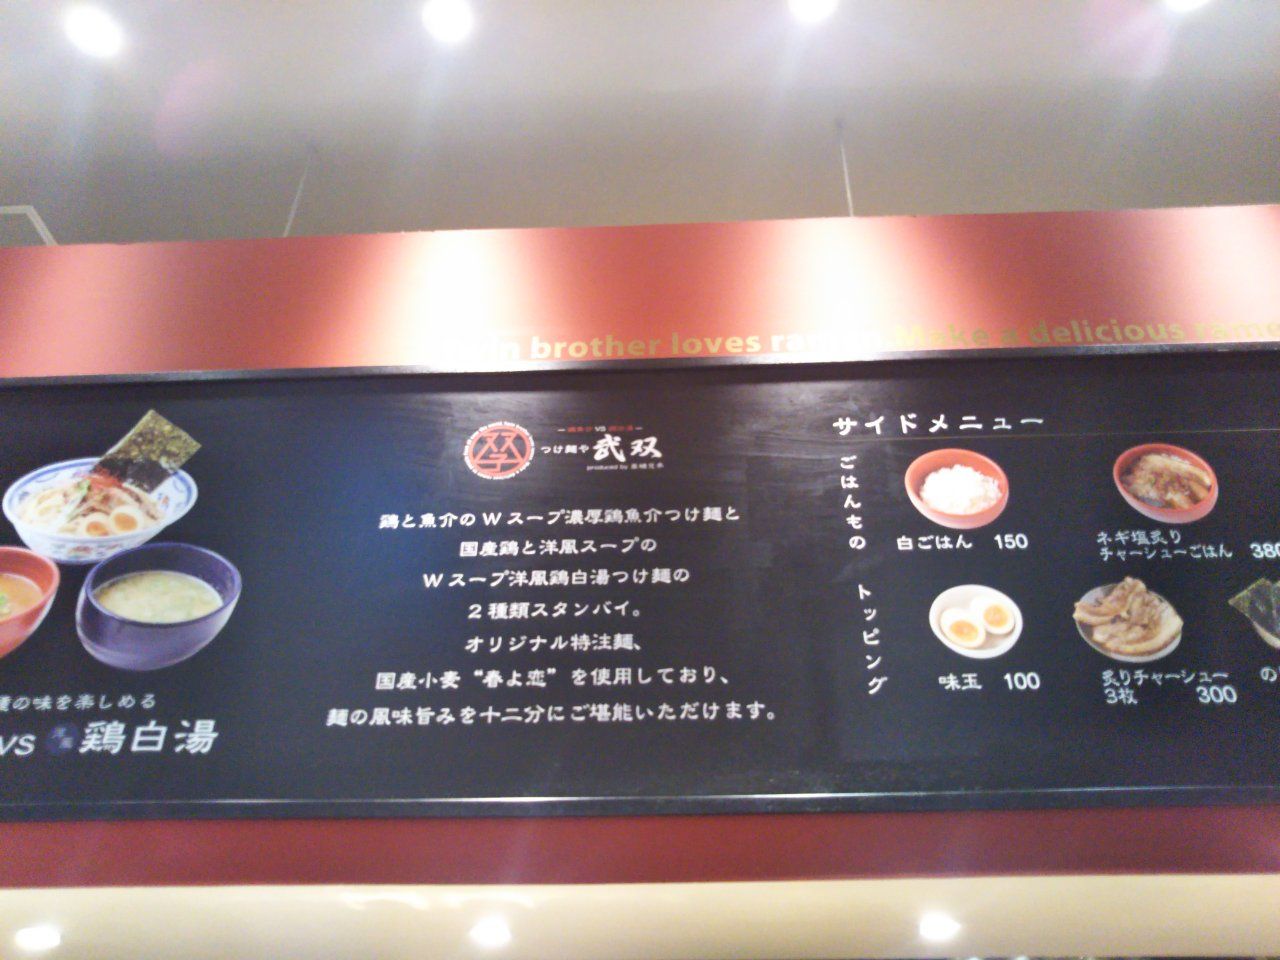 brother loves ramen. Make a delicious
つけ麺や 武双
produced by
鶏と魚介のWスープ濃厚鶏魚介つけ麺と
国産鶏と洋風スープの
Wスープ洋風鶏白湯つけ麺の
2種類スタンバイ。
オリジナル特注麺、
国産小麦“春よ恋”を使用しており、
麺の風味旨みを十二分にご堪能いただけます。
の味を楽しめる
VS 鶏白湯
サイドメニュー
ごはんもの
白ごはん 150
ネギ塩炙り
チャーシューごはん 380
トッピング
味玉 100
炙りチャーシュー
3枚 300
の